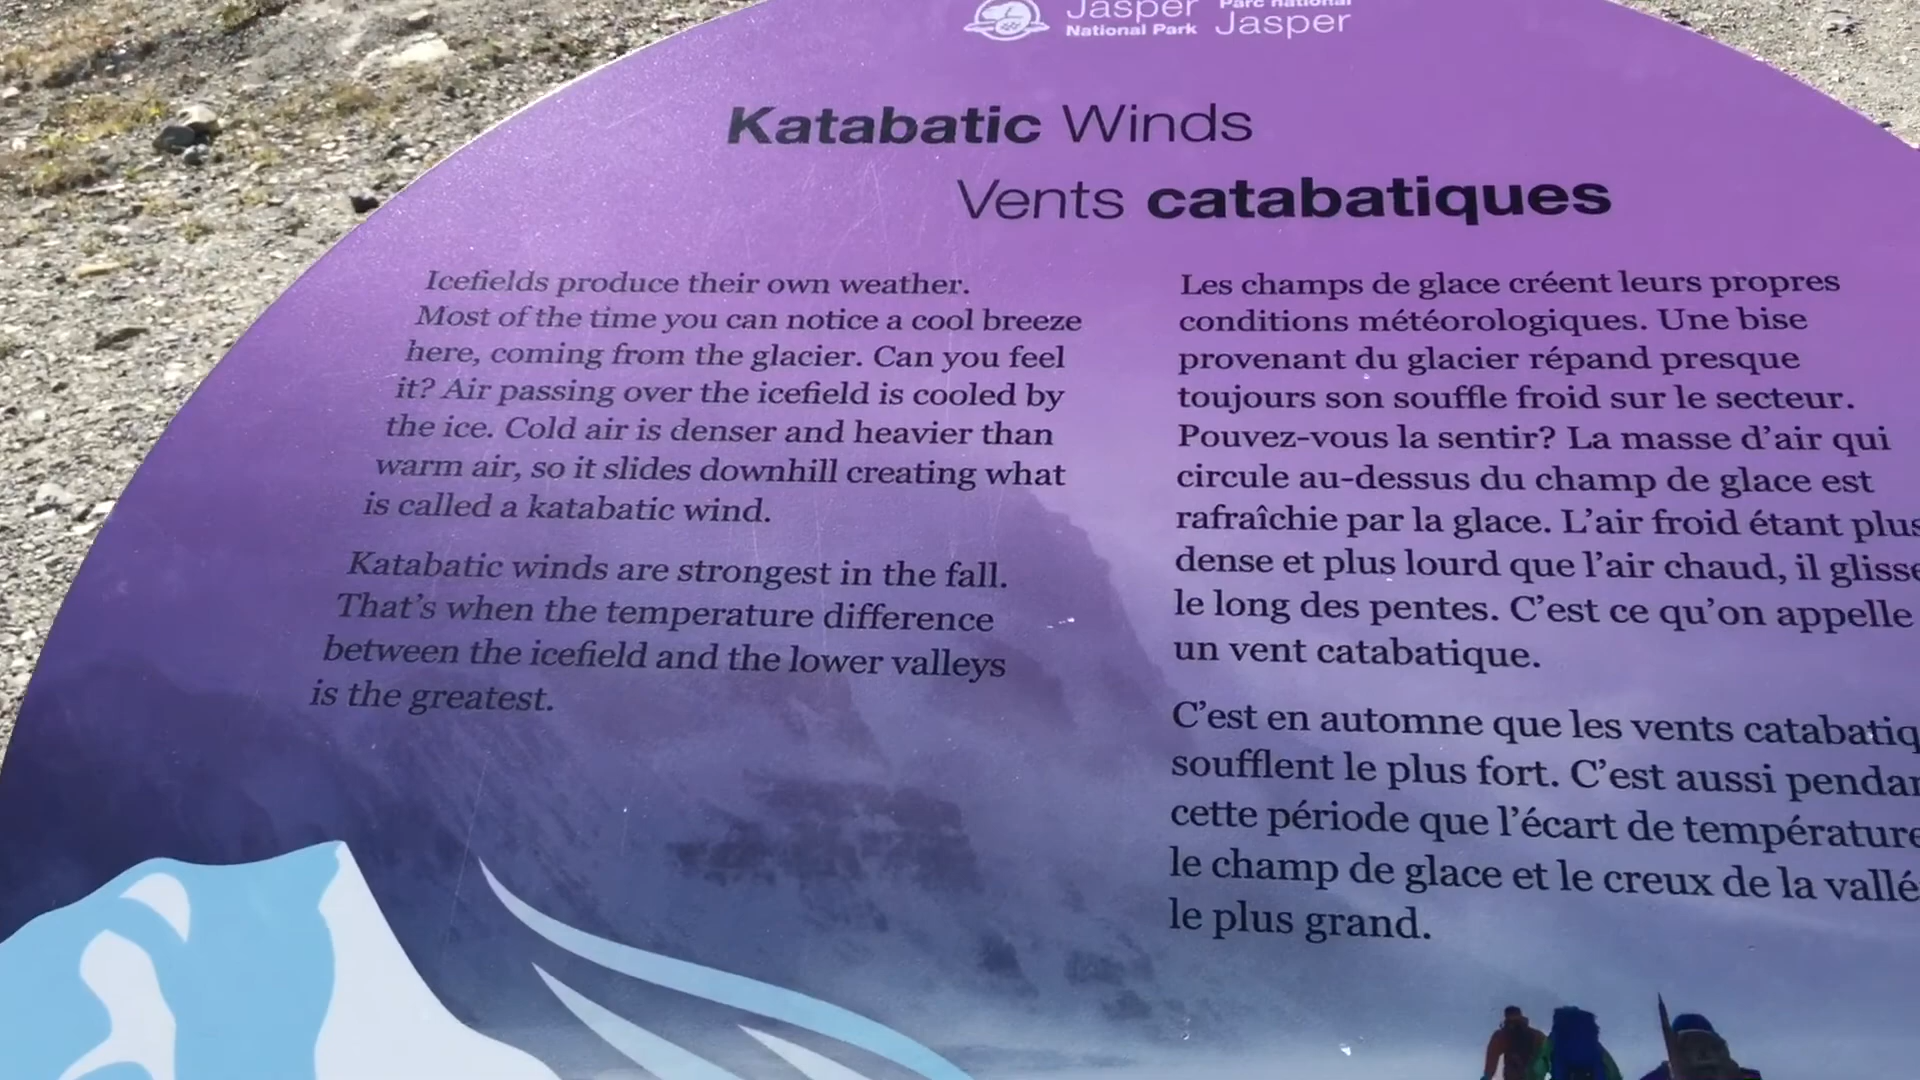 Jasper
National Park
Parc national
Jasper
Katabatic Winds
Vents catabatiques
Icefields produce their own weather.
Most of the time you can notice a cool breeze
here, coming from the glacier. Can you feel
it? Air passing over the icefield is cooled by
the ice. Cold air is denser and heavier than
warm air, so it slides downhill creating what
is called a katabatic wind.
Katabatic winds are strongest in the fall.
That's when the temperature difference
between the icefield and the lower valleys
is the greatest.
Les champs de glace créent leurs propres
conditions météorologiques. Une bise
provenant du glacier répand presque
toujours son souffle froid sur le secteur.
Pouvez-vous la sentir? La masse d'air qui
circule au-dessus du champ de glace est
rafraîchie par la glace. L'air froid étant plus
dense et plus lourd que l'air chaud, il glisse
le long des pentes. C'est ce qu'on appelle
un vent catabatique.
C'est en automne que les vents catabatiq
soufflent le plus fort. C'est aussi pendan
cette période que l'écart de température
le champ de glace et le creux de la vallé
le plus grand.